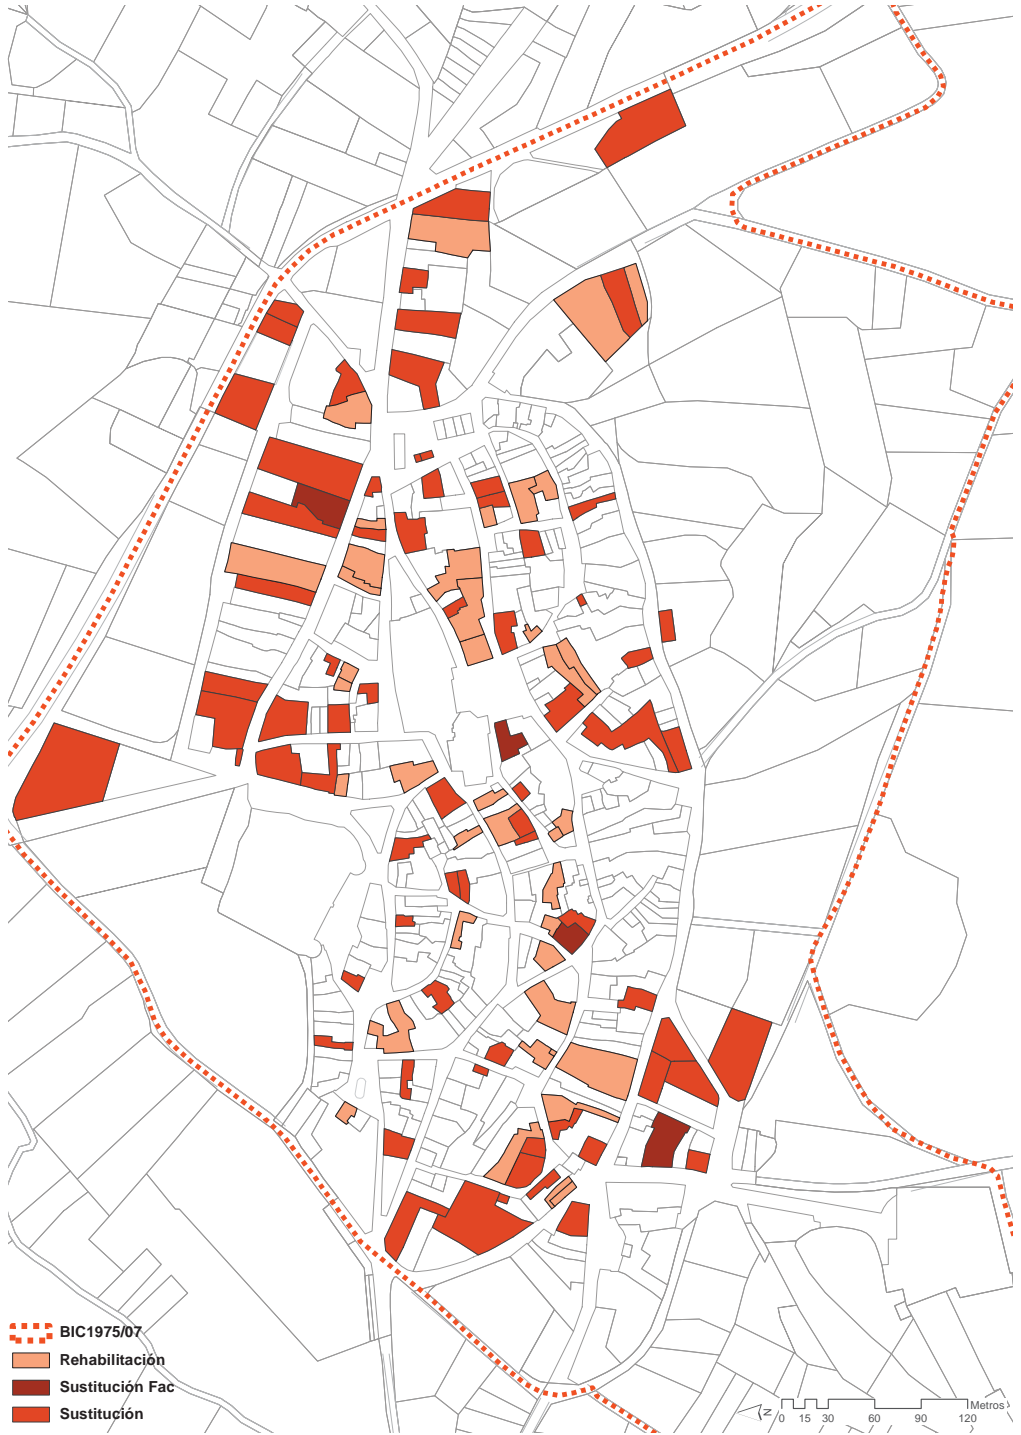 BIC1975/07
Rehabilitación
Sustitución Fac
Sustitución
N
Metros
0 15 30 60 90 120